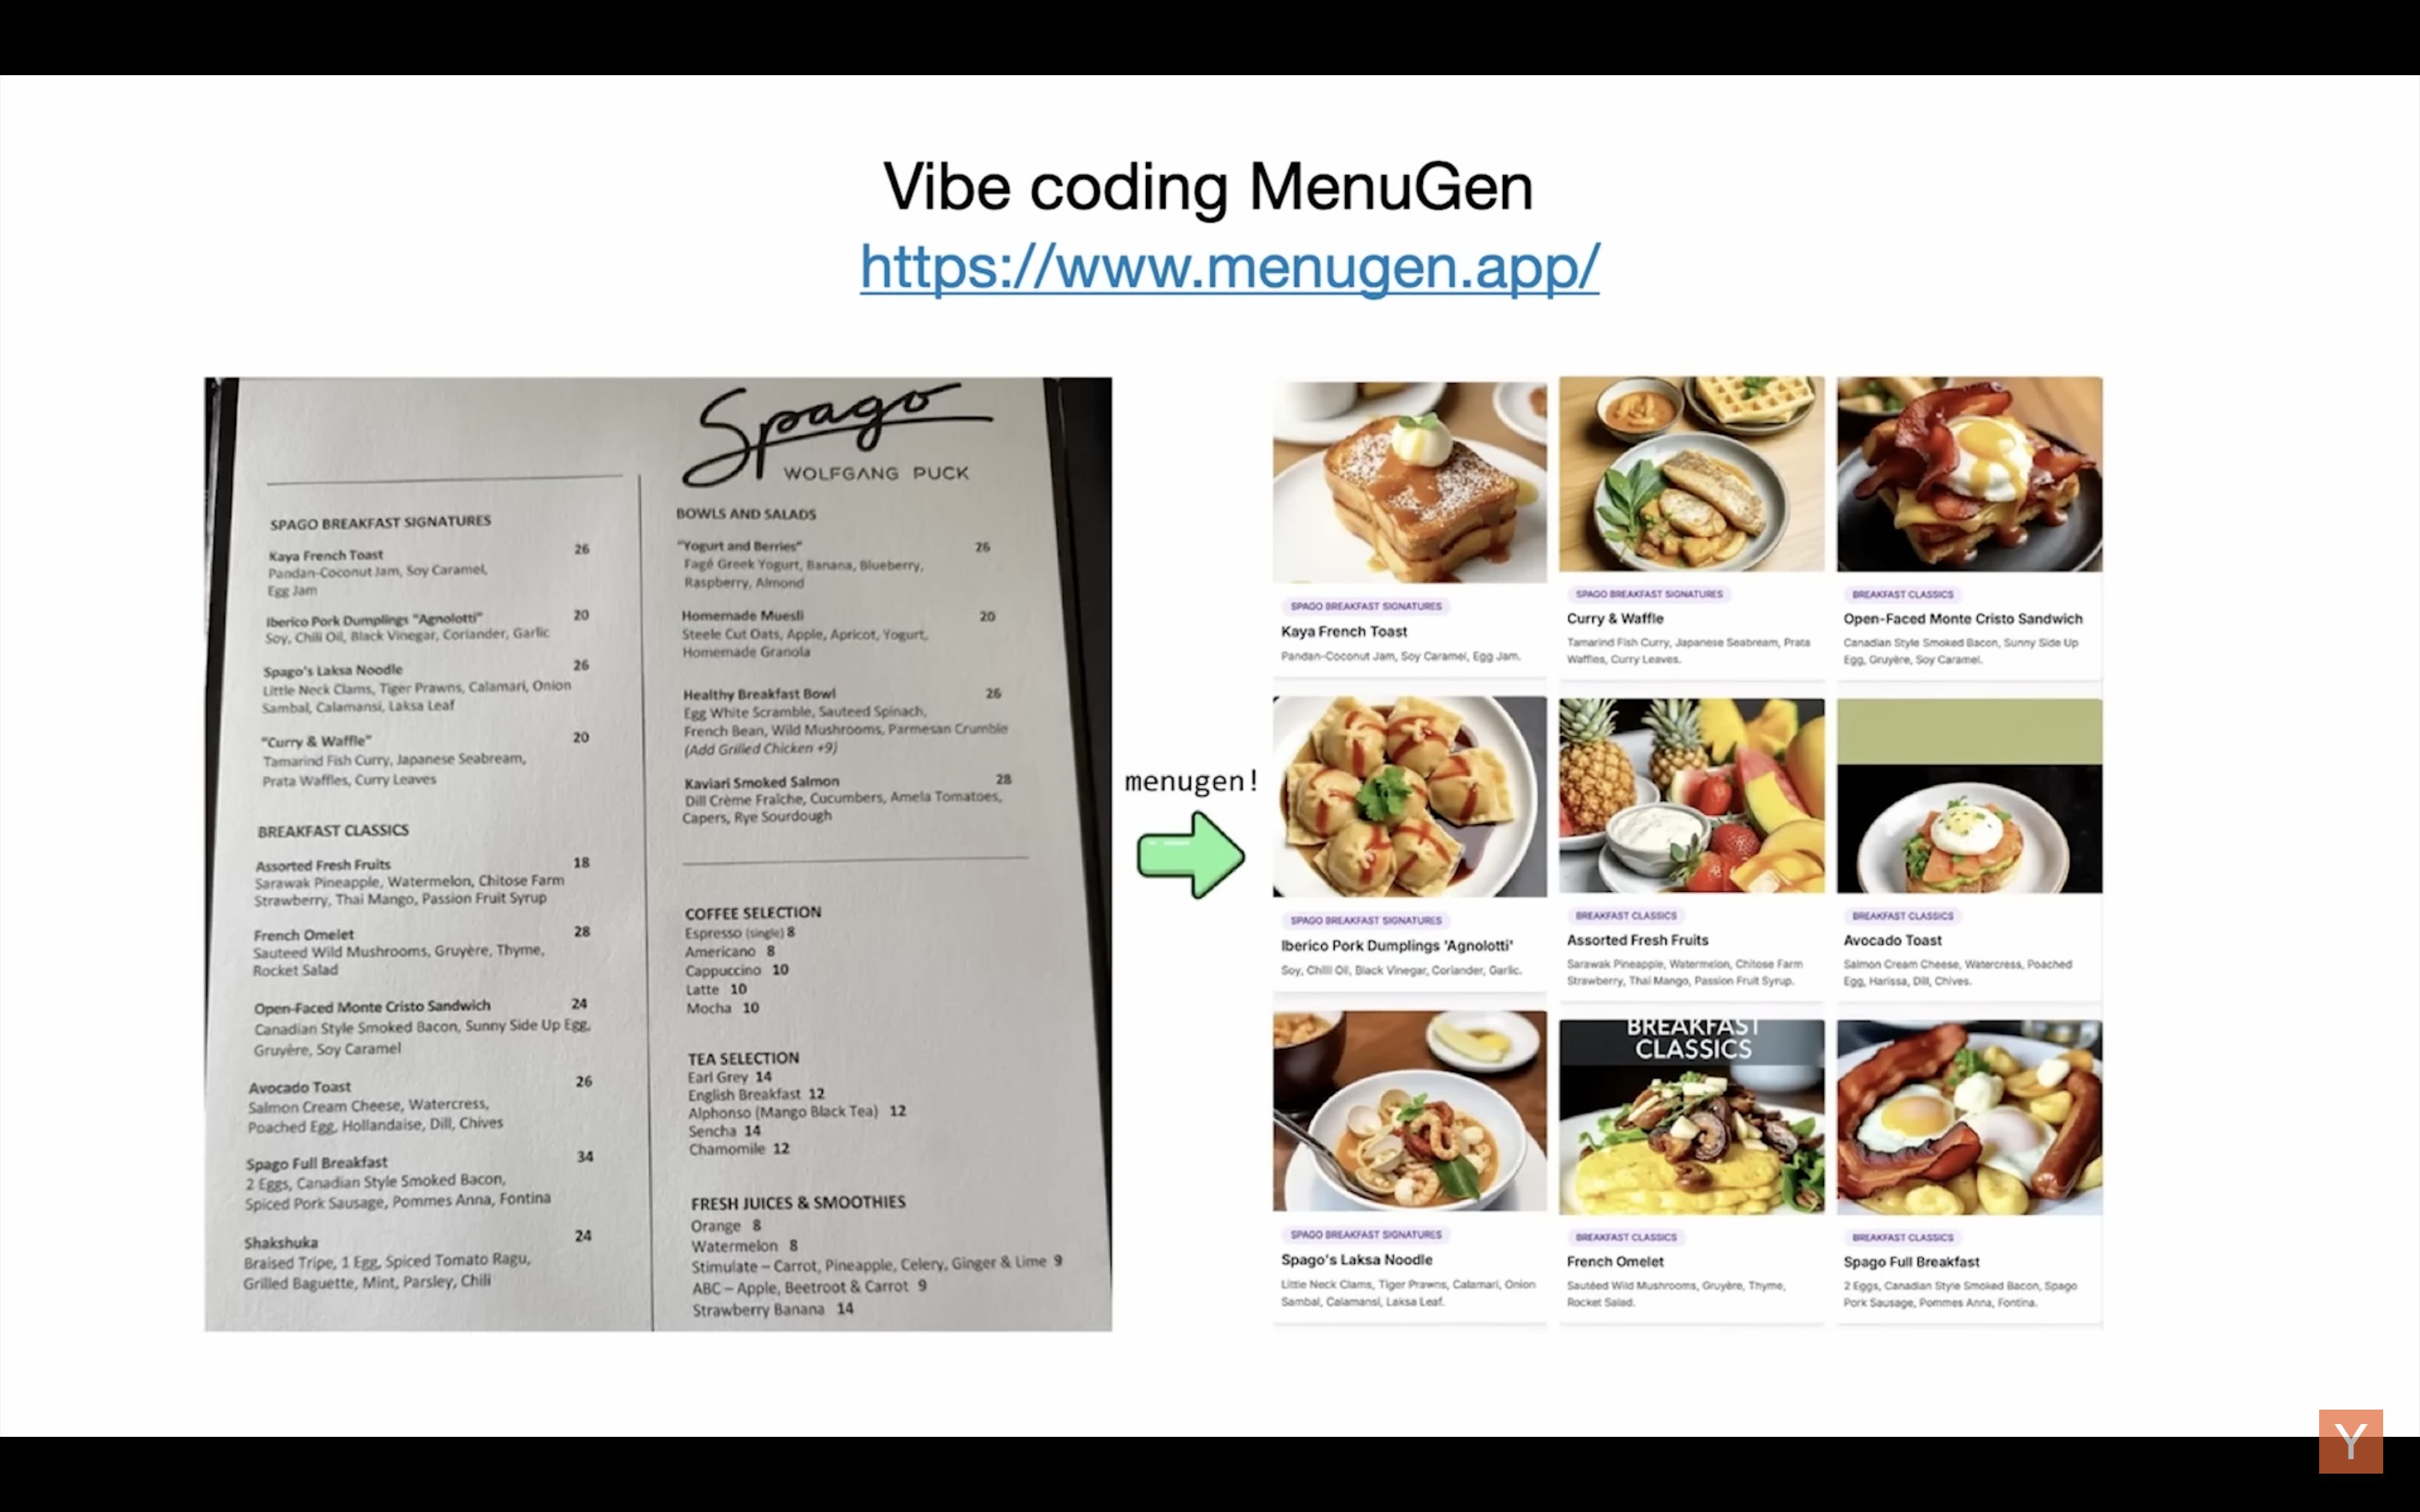 Vibe coding MenuGen
https://www.menugen.app/
Spago
WOLFGANG PUCK
SPAGO BREAKFAST SIGNATURES
Kaya French Toast 26
Pandan-Coconut Jam, Soy Caramel,
Egg Jam
Iberico Pork Dumplings "Agnolotti" 20
Soy, Chili Oil, Black Vinegar, Coriander, Garlic
Spago's Laksa Noodle 26
Little Neck Clams, Tiger Prawns, Calamari, Onion
Sambal, Calamansi, Laksa Leaf
"Curry & Waffle" 20
Tamarind Fish Curry, Japanese Seabream,
Prata Waffles, Curry Leaves
BREAKFAST CLASSICS
Assorted Fresh Fruits 18
Sarawak Pineapple, Watermelon, Chitose Farm
Strawberry, Thai Mango, Passion Fruit Syrup
French Omelet 28
Sauteed Wild Mushrooms, Gruyère, Thyme,
Rocket Salad
Open-Faced Monte Cristo Sandwich 24
Canadian Style Smoked Bacon, Sunny Side Up Egg,
Gruyère, Soy Caramel
Avocado Toast 26
Salmon Cream Cheese, Watercress,
Poached Egg, Hollandaise, Dill, Chives
Spago Full Breakfast 34
2 Eggs, Canadian Style Smoked Bacon,
Spiced Pork Sausage, Pommes Anna, Fontina
Shakshuka 24
Braised Tripe, 1 Egg, Spiced Tomato Ragu,
Grilled Baguette, Mint, Parsley, Chili
BOWLS AND SALADS
"Yogurt and Berries" 26
Fagé Greek Yogurt, Banana, Blueberry,
Raspberry, Almond
Homemade Muesli 20
Steele Cut Oats, Apple, Apricot, Yogurt,
Homemade Granola
Healthy Breakfast Bowl 26
Egg White Scramble, Sauteed Spinach,
French Bean, Wild Mushrooms, Parmesan Crumble
(Add Grilled Chicken +9)
Kaviari Smoked Salmon 28
Dill Crème Fraîche, Cucumbers, Amela Tomatoes,
Capers, Rye Sourdough
COFFEE SELECTION
Espresso (single) 8
Americano 8
Cappuccino 10
Latte 10
Mocha 10
TEA SELECTION
Earl Grey 14
English Breakfast 12
Alphonso (Mango Black Tea) 12
Sencha 14
Chamomile 12
FRESH JUICES & SMOOTHIES
Orange 8
Watermelon 8
Stimulate – Carrot, Pineapple, Celery, Ginger & Lime 9
ABC – Apple, Beetroot & Carrot 9
Strawberry Banana 14
menugen!
SPAGO BREAKFAST SIGNATURES
Kaya French Toast
Pandan-Coconut Jam, Soy Caramel, Egg Jam.
SPAGO BREAKFAST SIGNATURES
Curry & Waffle
Tamarind Fish Curry, Japanese Seabream, Prata
Waffles, Curry Leaves.
BREAKFAST CLASSICS
Open-Faced Monte Cristo Sandwich
Canadian Style Smoked Bacon, Sunny Side Up
Egg, Gruyère, Soy Caramel.
SPAGO BREAKFAST SIGNATURES
Iberico Pork Dumplings 'Agnolotti'
Soy, Chilli Oil, Black Vinegar, Coriander, Garlic.
BREAKFAST CLASSICS
Assorted Fresh Fruits
Sarawak Pineapple, Watermelon, Chitose Farm
Strawberry, Thai Mango, Passion Fruit Syrup.
BREAKFAST CLASSICS
Avocado Toast
Salmon Cream Cheese, Watercress, Poached
Egg, Harissa, Dill, Chives.
SPAGO BREAKFAST SIGNATURES
Spago's Laksa Noodle
Little Neck Clams, Tiger Prawns, Calamari, Onion
Sambal, Calamansi, Laksa Leaf.
BREAKFAST
CLASSICS
BREAKFAST CLASSICS
French Omelet
Sautéed Wild Mushrooms, Gruyère, Thyme,
Rocket Salad.
BREAKFAST CLASSICS
Spago Full Breakfast
2 Eggs, Canadian Style Smoked Bacon, Spago
Pork Sausage, Pommes Anna, Fontina.
Y